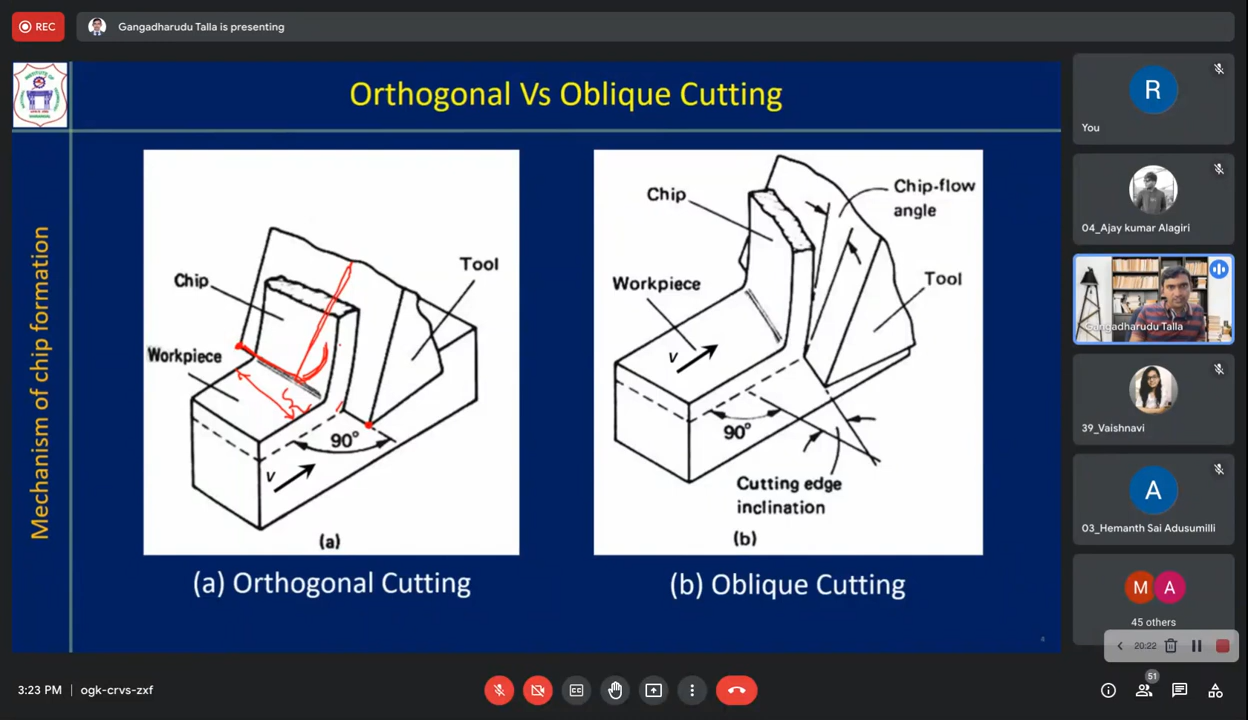 REC
Gangadharudu Talla is presenting
Orthogonal Vs Oblique Cutting
Mechanism of chip formation
Chip
Tool
Workpiece
90°
v
(a)
Chip
Chip-flow
angle
Workpiece
Tool
v
90°
Cutting edge
inclination
(b)
(a) Orthogonal Cutting
(b) Oblique Cutting
4
R
You
04_Ajay kumar Alagiri
Gangadharudu Talla
39_Vaishnavi
A
03_Hemanth Sai Adusumilli
M A
45 others
20:22
3:23 PM | ogk-crvs-zxf
CC
51